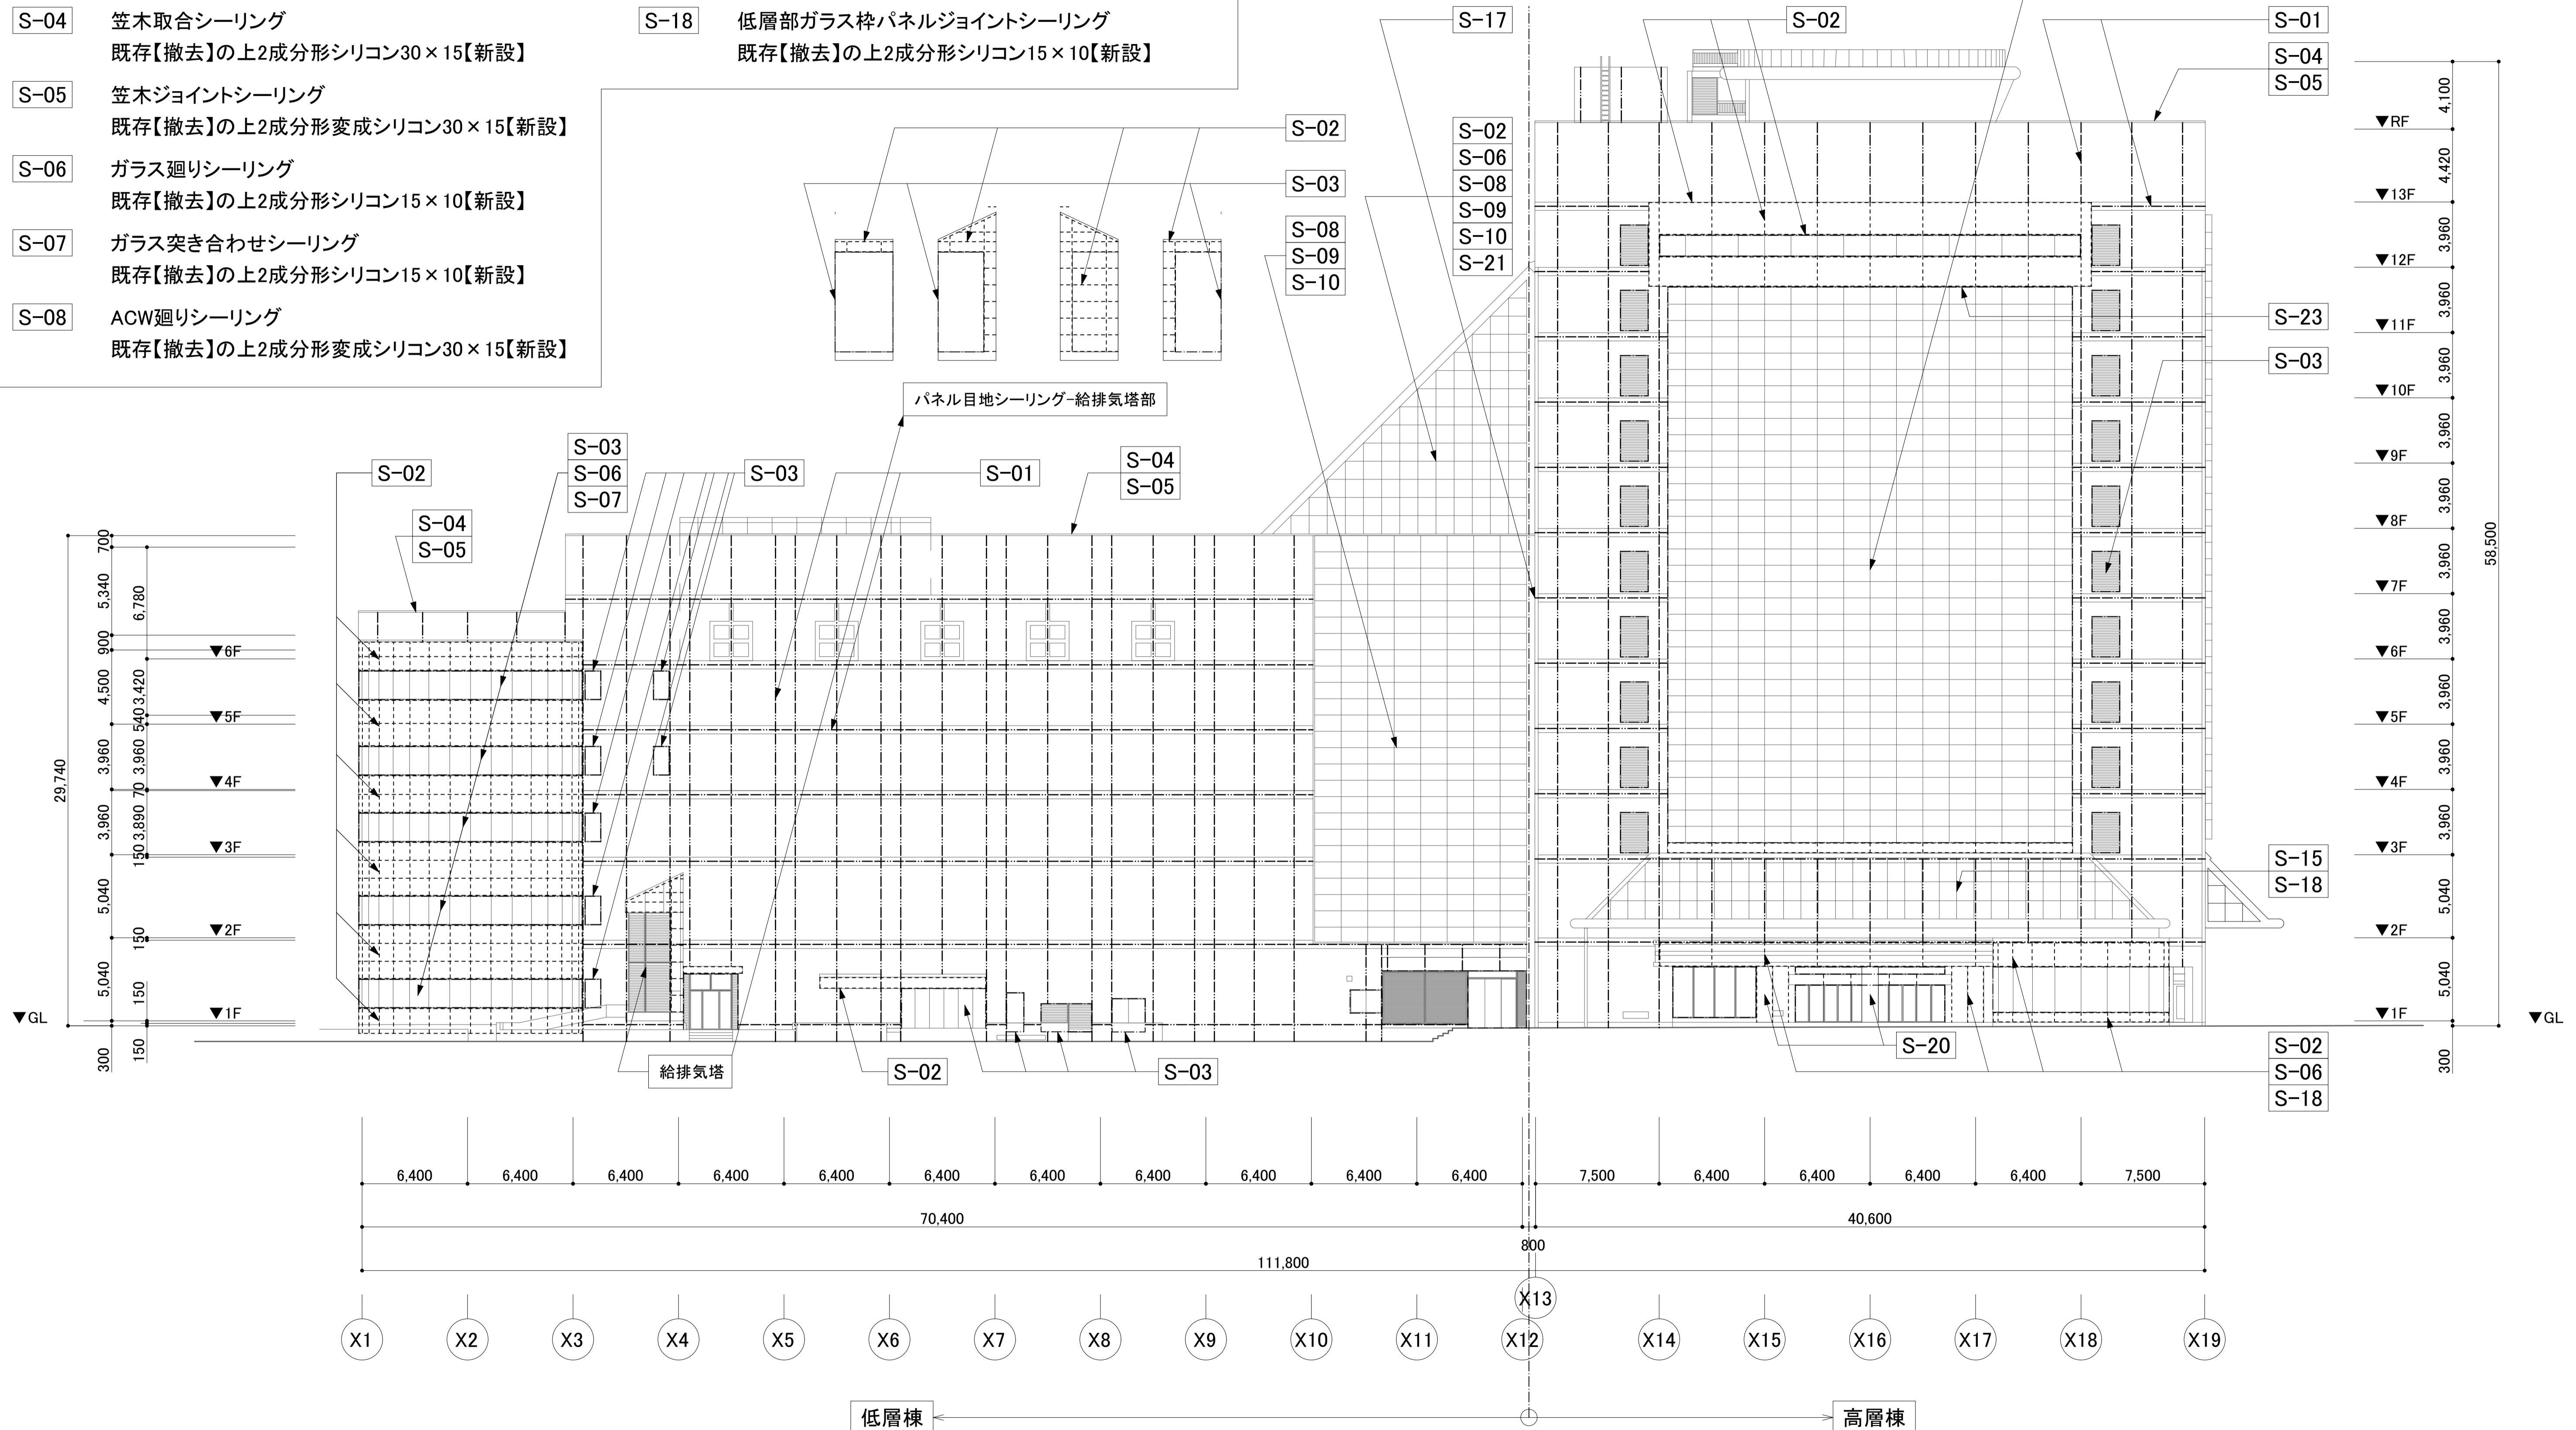 S-04 笠木取合シーリング
既存【撤去】の上2成分形シリコン30×15【新設】
S-05 笠木ジョイントシーリング
既存【撤去】の上2成分形変成シリコン30×15【新設】
S-06 ガラス廻りシーリング
既存【撤去】の上2成分形シリコン15×10【新設】
S-07 ガラス突き合わせシーリング
既存【撤去】の上2成分形シリコン15×10【新設】
S-08 ACW廻りシーリング
既存【撤去】の上2成分形変成シリコン30×15【新設】
S-18 低層部ガラス枠パネルジョイントシーリング
既存【撤去】の上2成分形シリコン15×10【新設】
S-17
S-02
S-01
S-04
S-05
S-02
S-03
S-02
S-06
S-08
S-09
S-10
S-21
S-08
S-09
S-10
S-23
S-03
パネル目地シーリング-給排気塔部
S-02
S-03
S-06
S-07
S-03
S-01
S-04
S-05
S-04
S-05
S-15
S-18
給排気塔
S-02
S-03
S-20
S-02
S-06
S-18
29,740
700
5,340
900
4,500
3,960
3,960
5,040
5,040
300
6,780
3,420
540
3,960
70
3,890
150
150
150
150
▼6F
▼5F
▼4F
▼3F
▼2F
▼1F
▼GL
▼RF
▼13F
▼12F
▼11F
▼10F
▼9F
▼8F
▼7F
▼6F
▼5F
▼4F
▼3F
▼2F
▼1F
▼GL
4,100
4,420
3,960
3,960
3,960
3,960
3,960
3,960
3,960
3,960
3,960
3,960
5,040
5,040
300
58,500
6,400 6,400 6,400 6,400 6,400 6,400 6,400 6,400 6,400 6,400 6,400 7,500 6,400 6,400 6,400 6,400 7,500
70,400 40,600
800
111,800
X13
X1 X2 X3 X4 X5 X6 X7 X8 X9 X10 X11 X12 X14 X15 X16 X17 X18 X19
低層棟 高層棟